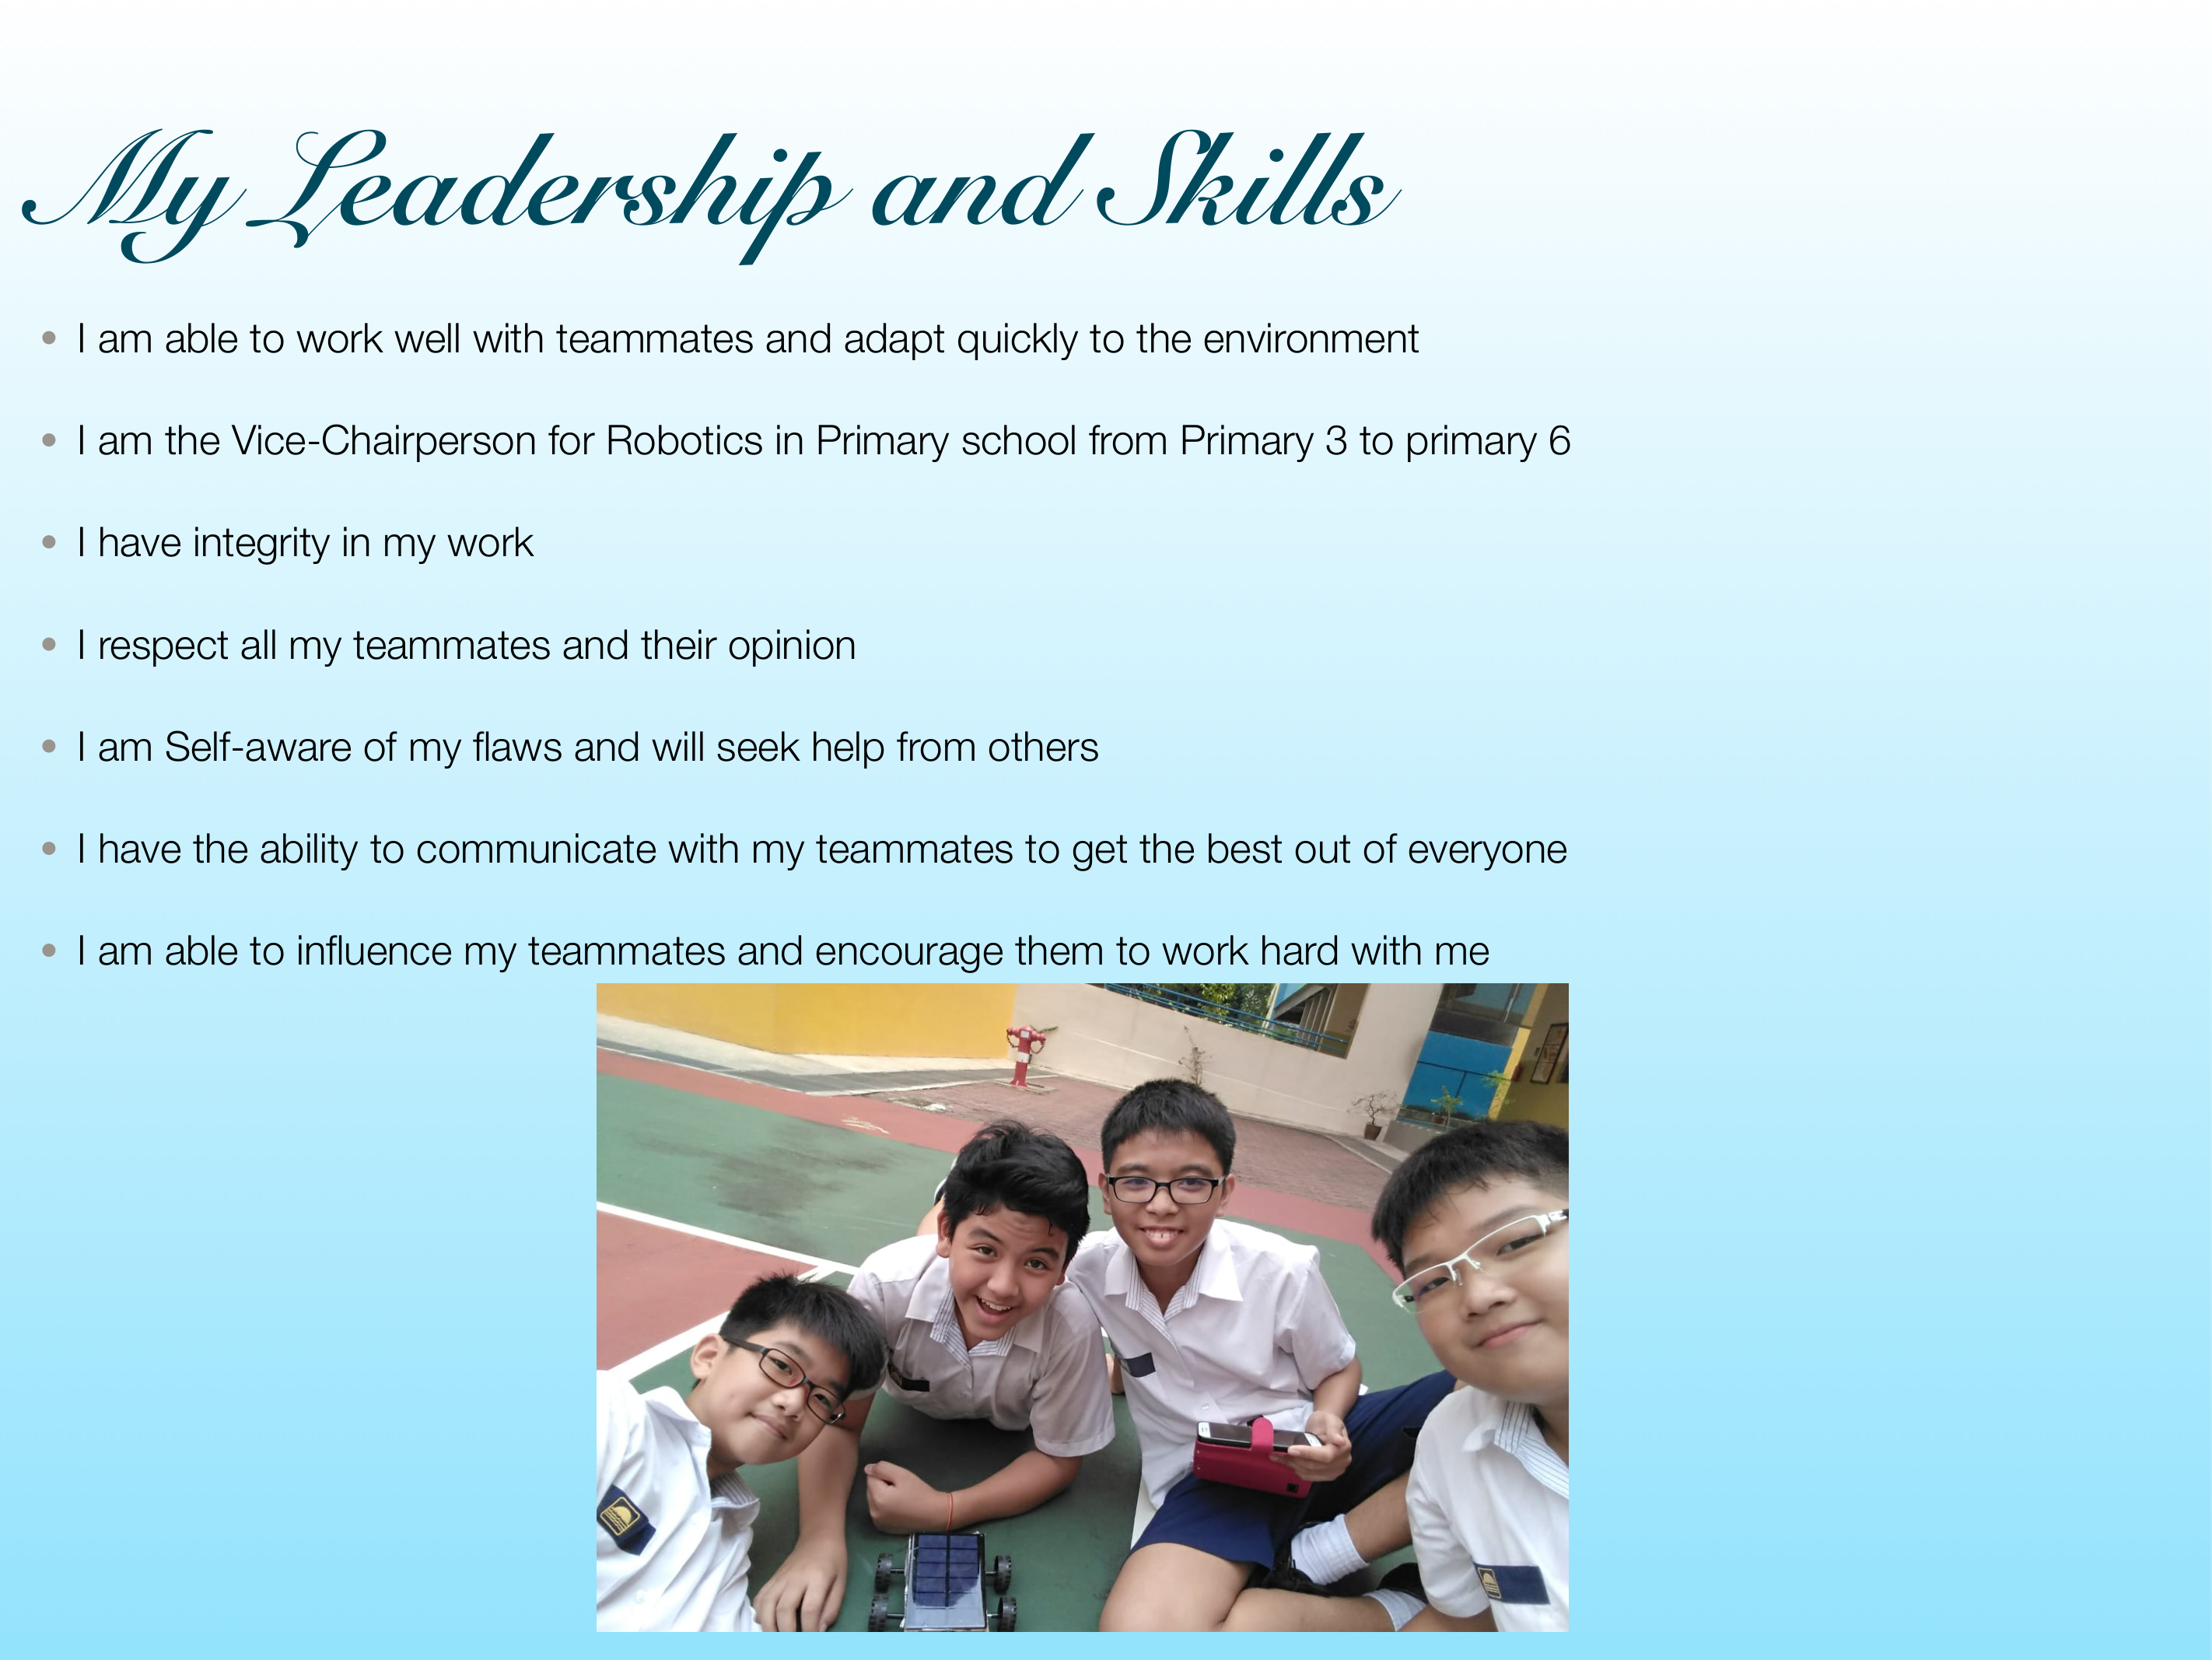 My Leadership and Skills
• I am able to work well with teammates and adapt quickly to the environment
• I am the Vice-Chairperson for Robotics in Primary school from Primary 3 to primary 6
• I have integrity in my work
• I respect all my teammates and their opinion
• I am Self-aware of my flaws and will seek help from others
• I have the ability to communicate with my teammates to get the best out of everyone
• I am able to influence my teammates and encourage them to work hard with me